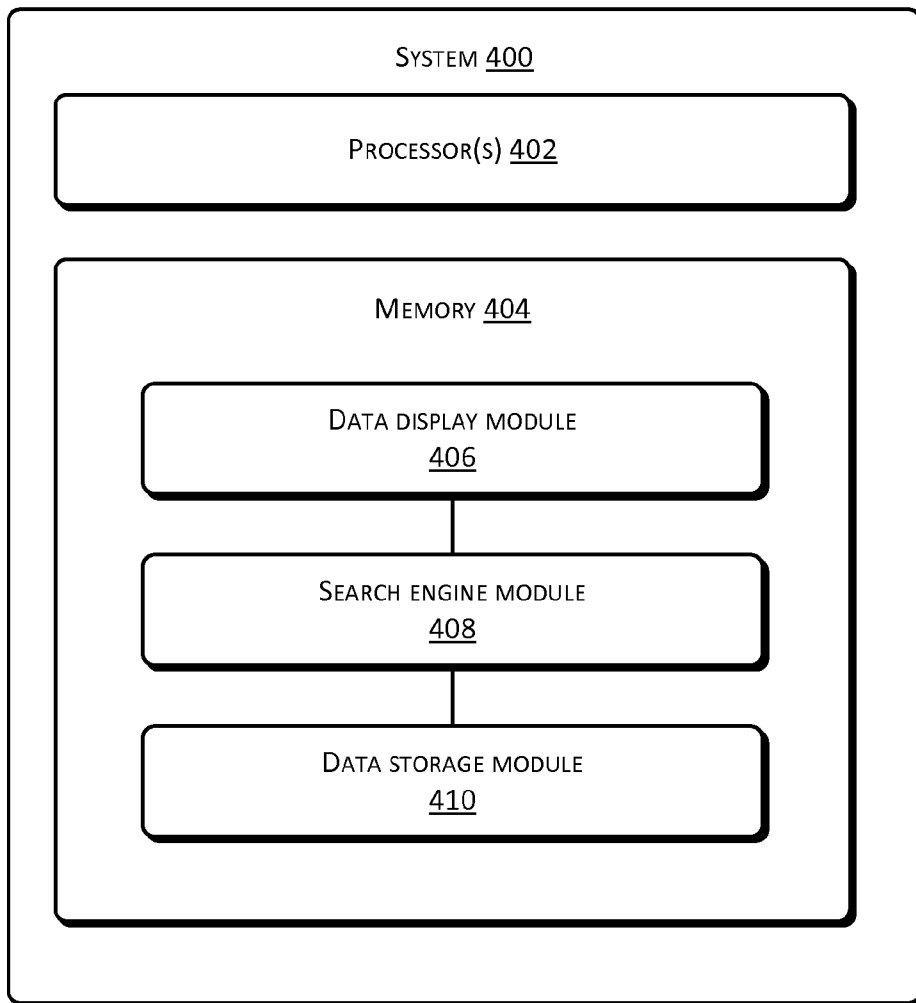 SYSTEM 400
PROCESSOR(S) 402
MEMORY 404
DATA DISPLAY MODULE
406
SEARCH ENGINE MODULE
408
DATA STORAGE MODULE
410